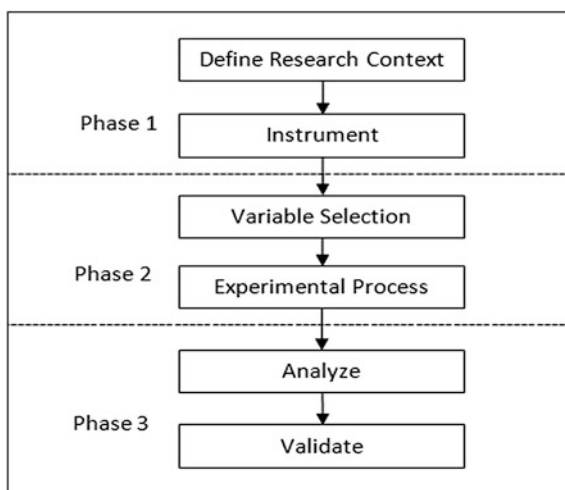 Define Research Context
Phase 1
Instrument
Variable Selection
Phase 2
Experimental Process
Analyze
Phase 3
Validate